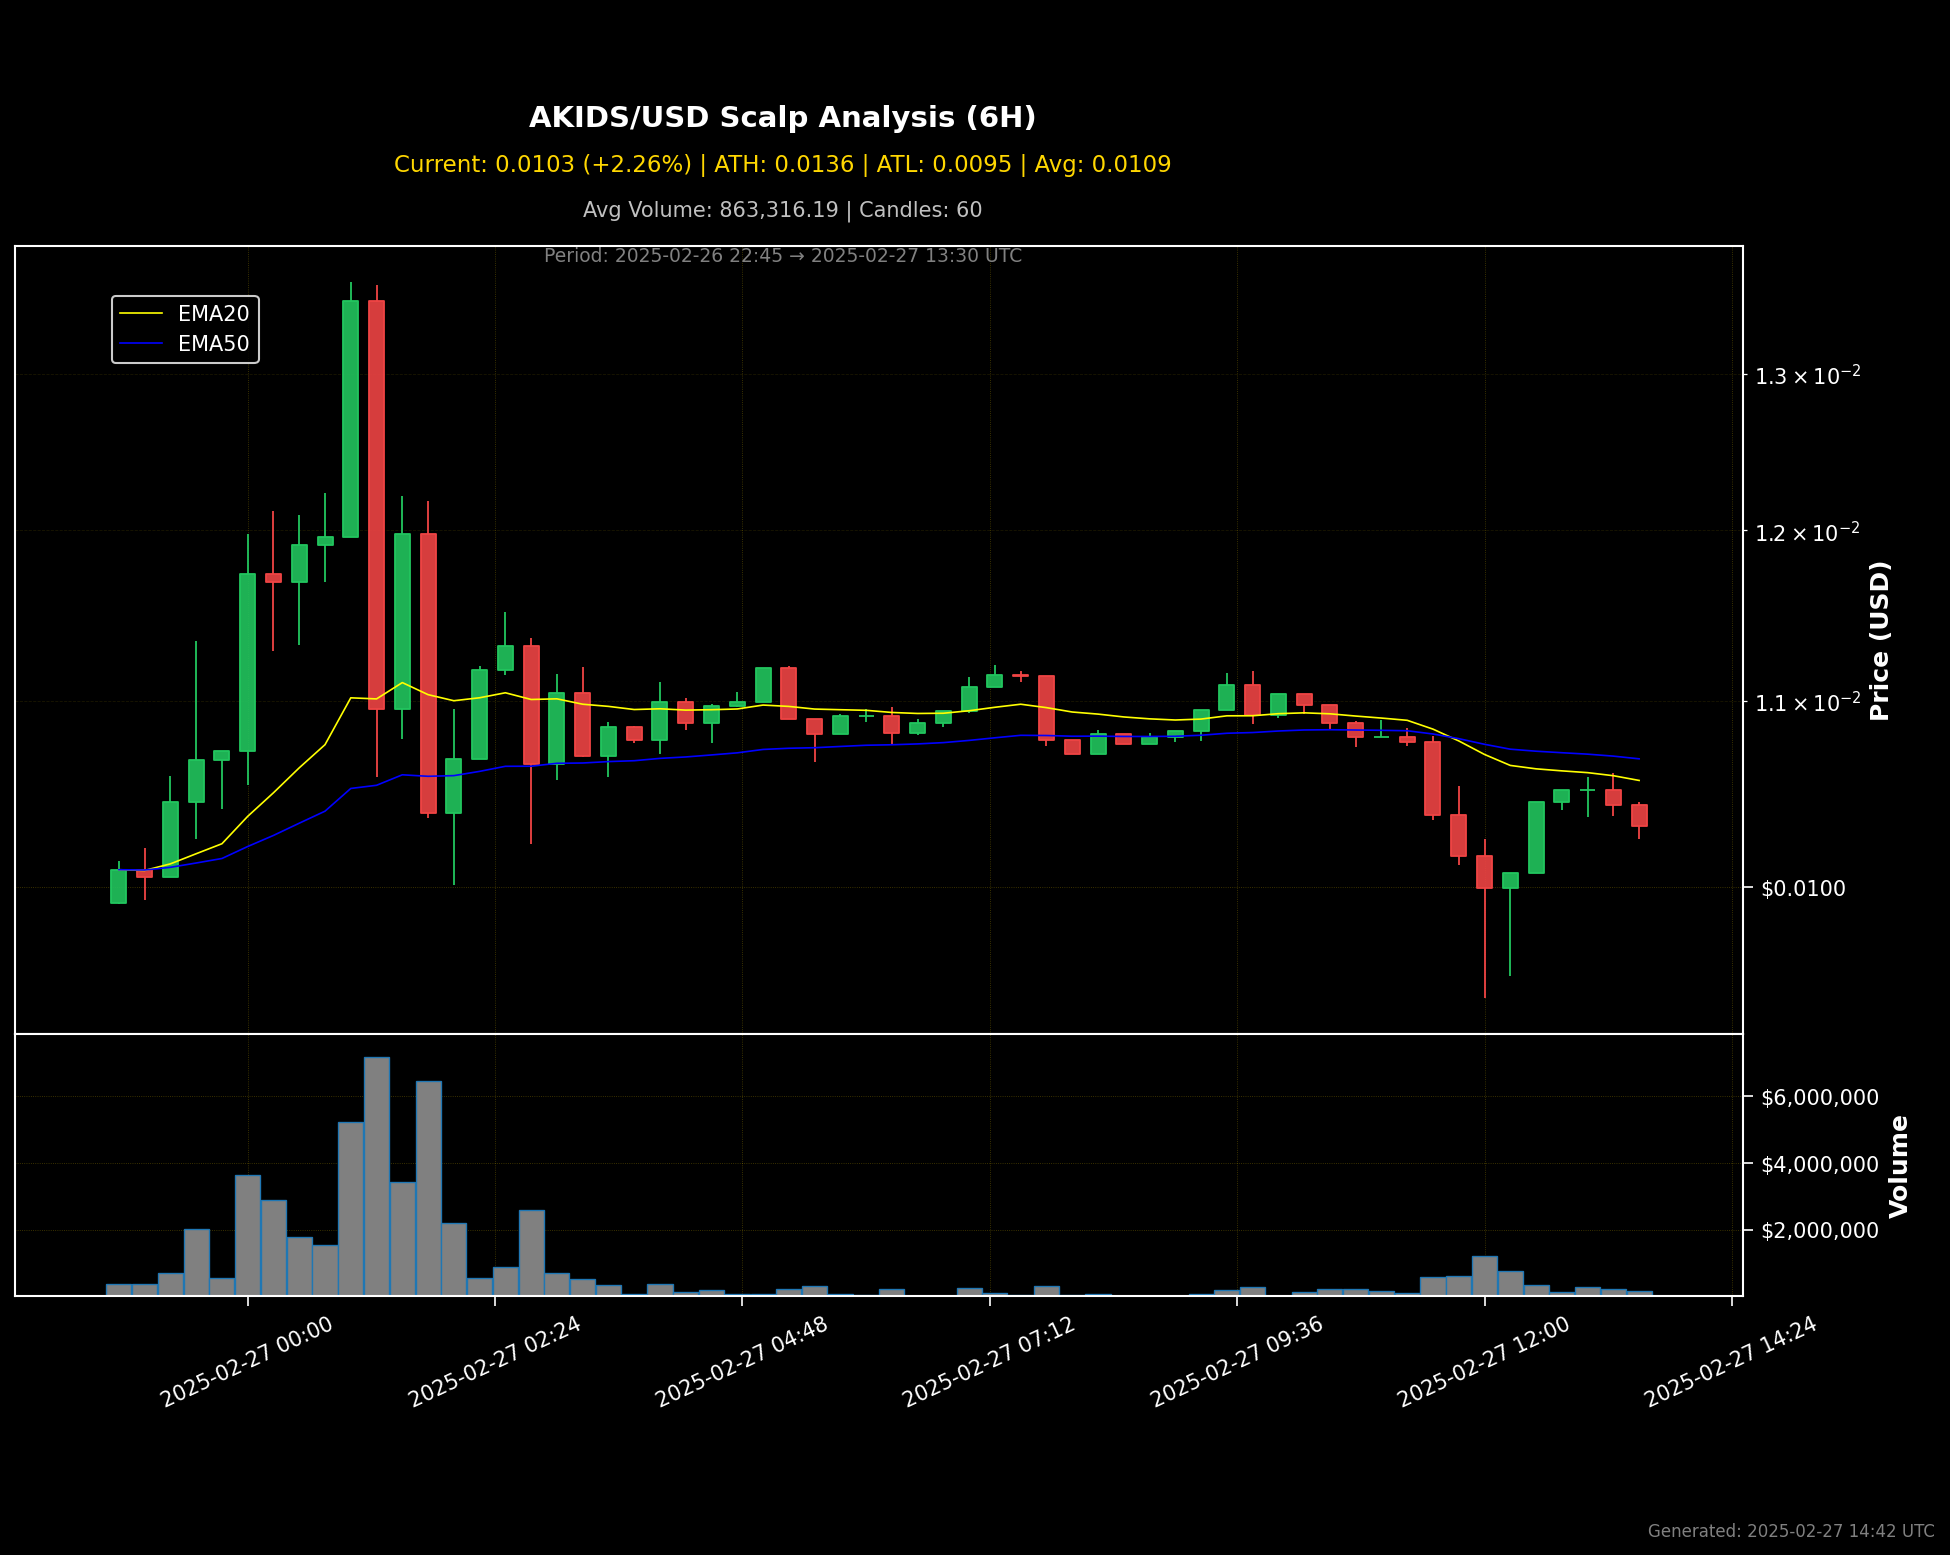 AKIDS/USD Scalp Analysis (6H)
Current: 0.0103 (+2.26%) | ATH: 0.0136 | ATL: 0.0095 | Avg: 0.0109
Avg Volume: 863,316.19 | Candles: 60
Period: 2025-02-26 22:45 → 2025-02-27 13:30 UTC
EMA20
EMA50
1.3 × 10⁻²
1.2 × 10⁻²
1.1 × 10⁻²
$0.0100
Price (USD)
$6,000,000
$4,000,000
$2,000,000
Volume
2025-02-27 00:00
2025-02-27 02:24
2025-02-27 04:48
2025-02-27 07:12
2025-02-27 09:36
2025-02-27 12:00
2025-02-27 14:24
Generated: 2025-02-27 14:42 UTC